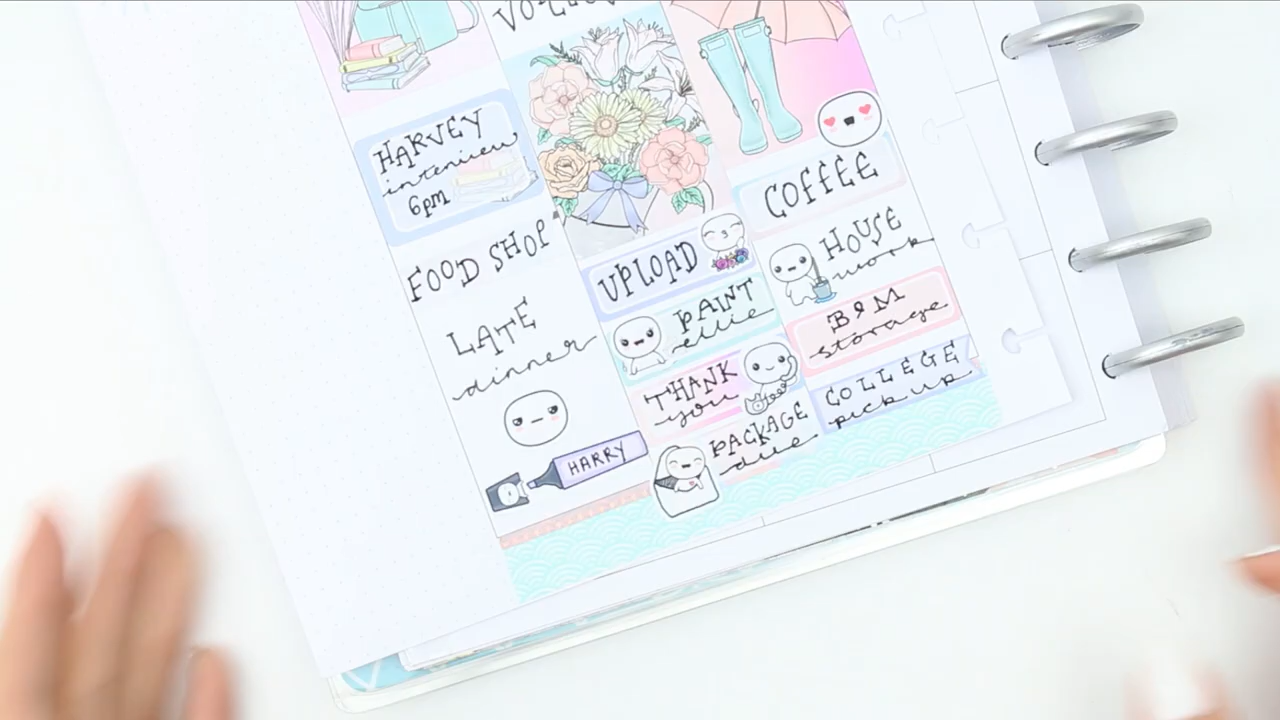 HARVEY
interview
6pm
FOOD SHOP
LATE
dinner
HARRY
UPLOAD
PAINT
ellie
THANK
you
PACKAGE
due
COFFEE
HOUSE
work
B&M
storage
COLLEGE
pick up